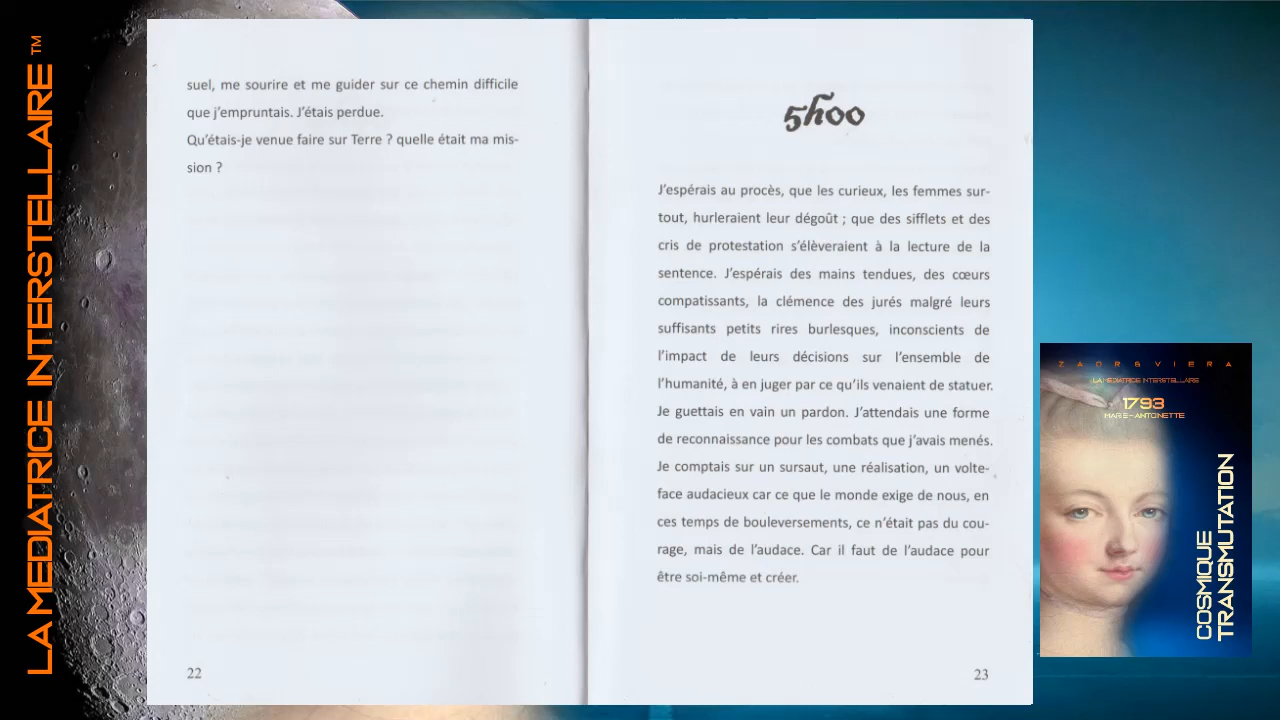 LA MEDIATRICE INTERSTELLAIRE ™
suel, me sourire et me guider sur ce chemin difficile
que j’empruntais. J’étais perdue.
Qu’étais-je venue faire sur Terre ? quelle était ma mis-
sion ?
22
5h00
J’espérais au procès, que les curieux, les femmes sur-
tout, hurleraient leur dégoût ; que des sifflets et des
cris de protestation s’élèveraient à la lecture de la
sentence. J’espérais des mains tendues, des cœurs
compatissants, la clémence des jurés malgré leurs
suffisants petits rires burlesques, inconscients de
l’impact de leurs décisions sur l’ensemble de
l’humanité, à en juger par ce qu’ils venaient de statuer.
Je guettais en vain un pardon. J’attendais une forme
de reconnaissance pour les combats que j’avais menés.
Je comptais sur un sursaut, une réalisation, un volte-
face audacieux car ce que le monde exige de nous, en
ces temps de bouleversements, ce n’était pas du cou-
rage, mais de l’audace. Car il faut de l’audace pour
être soi-même et créer.
23
ZADR & VIERA
LA MEDIATRICE INTERSTELLAIRE
1793
MARIE-ANTOINETTE
COSMIQUE
TRANSMUTATION